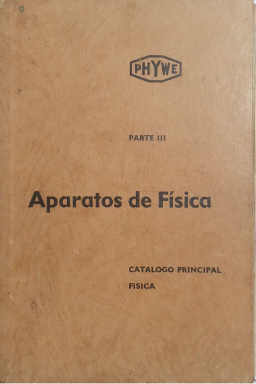 PHYWE
PARTE III
Aparatos de Física
CATALOGO PRINCIPAL
FISICA